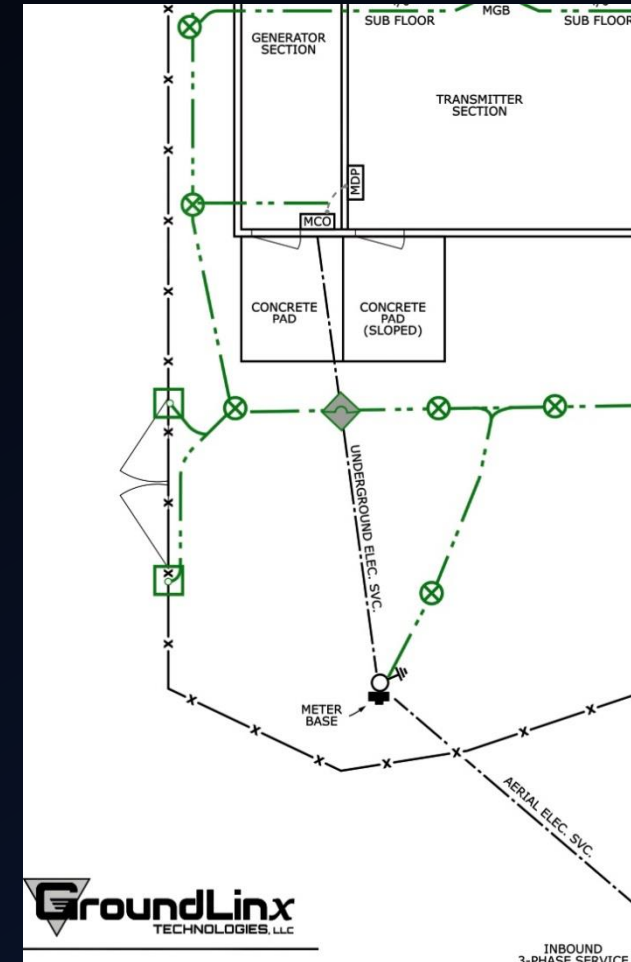 SUB FLOOR
MGB
SUB FLOOR
GENERATOR
SECTION
TRANSMITTER
SECTION
MDP
MCO
CONCRETE
PAD
CONCRETE
PAD
(SLOPED)
UNDERGROUND ELEC. SVC.
METER
BASE
AERIAL ELEC. SVC.
GroundLinx
TECHNOLOGIES, LLC
INBOUND
3-PHASE SERVICE